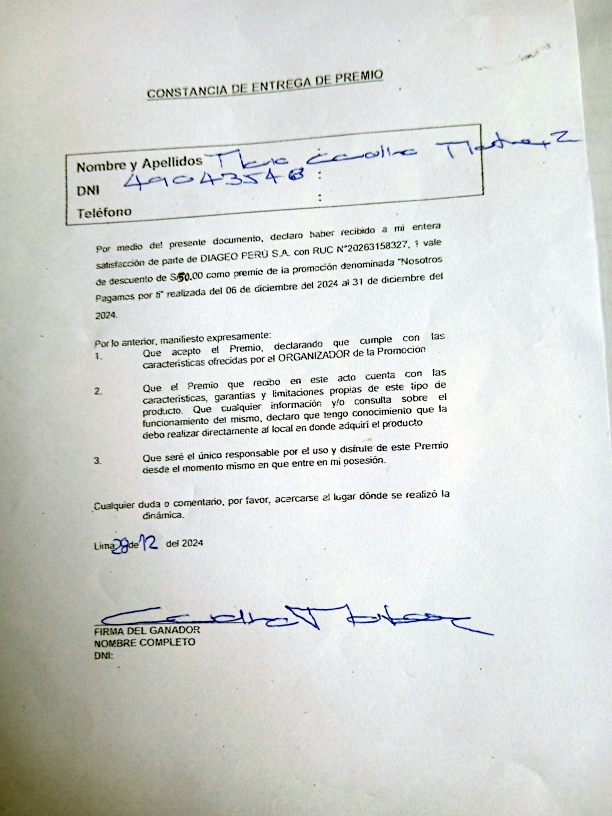 CONSTANCIA DE ENTREGA DE PREMIO
Nombre y Apellidos : Maria Carolina Martinez
DNI 49043546 :
Teléfono :
Por medio del presente documento, declaro haber recibido a mi entera
satisfacción de parte de DIAGEO PERÚ S.A. con RUC N°20263158327, 1 vale
de descuento de S/50.00 como premio de la promoción denominada "Nosotros
Pagamos por ti" realizada del 06 de diciembre del 2024 al 31 de diciembre del
2024.
Por lo anterior, manifiesto expresamente:
1. Que acepto el Premio, declarando que cumple con las
características ofrecidas por el ORGANIZADOR de la Promoción
2. Que el Premio que recibo en este acto cuenta con las
características, garantías y limitaciones propias de este tipo de
producto. Que cualquier información y/o consulta sobre el
funcionamiento del mismo, declaro que tengo conocimiento que la
debo realizar directamente al local en donde adquirí el producto
3. Que seré el único responsable por el uso y disfrute de este Premio
desde el momento mismo en que entre en mi posesión.
Cualquier duda o comentario, por favor, acercarse al lugar dónde se realizó la
dinámica.
Lima 28 de 12 del 2024
FIRMA DEL GANADOR
NOMBRE COMPLETO
DNI: